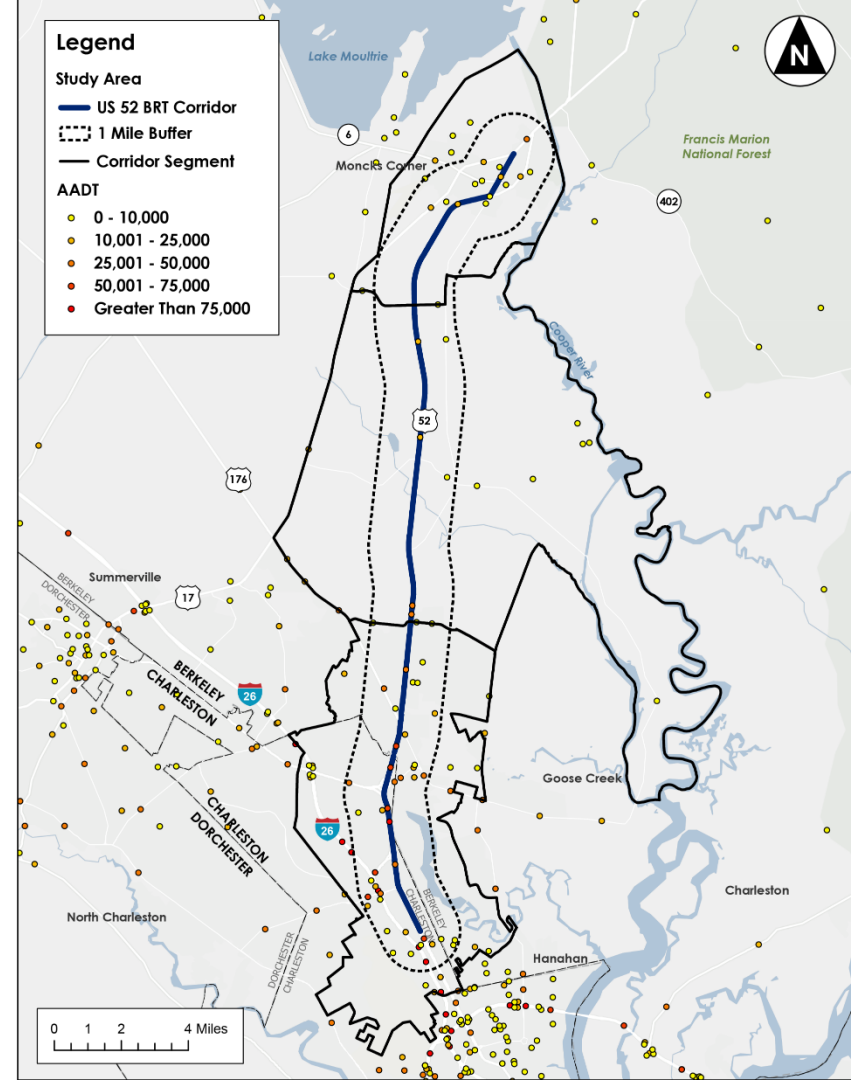 Legend
Study Area
US 52 BRT Corridor
1 Mile Buffer
Corridor Segment
AADT
0 - 10,000
10,001 - 25,000
25,001 - 50,000
50,001 - 75,000
Greater Than 75,000
Lake Moultrie
N
6
Moncks Corner
Francis Marion
National Forest
402
Cooper River
52
176
Summerville
BERKELEY
DORCHESTER
17
BERKELEY
CHARLESTON
26
Goose Creek
26
CHARLESTON
DORCHESTER
BERKELEY
CHARLESTON
Charleston
North Charleston
DORCHESTER
CHARLESTON
Hanahan
0 1 2 4 Miles